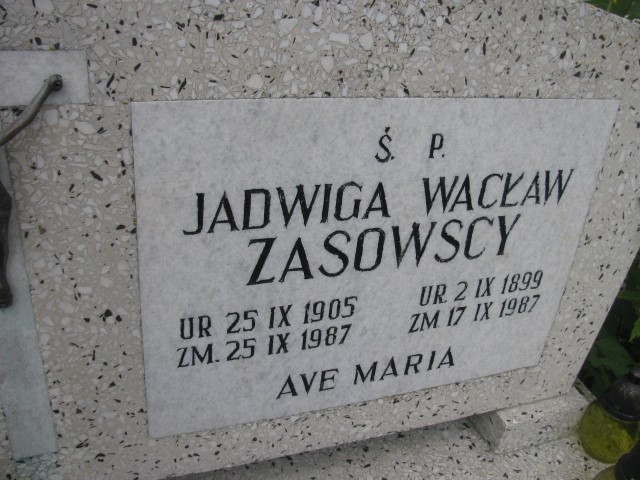 Ś. P.
JADWIGA WACŁAW
ZASOWSCY
UR 25 IX 1905 UR 2 IX 1899
ZM. 25 IX 1987 ZM 17 IX 1987
AVE MARIA